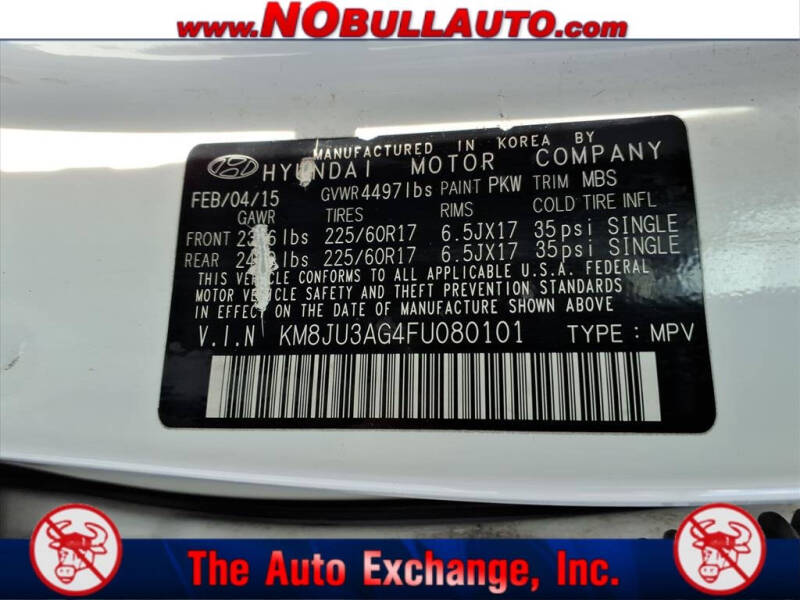 www.NOBULLAUTO.com
MANUFACTURED IN KOREA BY
HYUNDAI MOTOR COMPANY
FEB/04/15 GVWR 4497lbs PAINT PKW TRIM MBS
GAWR TIRES RIMS COLD TIRE INFL
FRONT lbs 225/60R17 6.5JX17 35psi SINGLE
REAR lbs 225/60R17 6.5JX17 35psi SINGLE
THIS VEHICLE CONFORMS TO ALL APPLICABLE U.S.A. FEDERAL
MOTOR VEHICLE SAFETY AND THEFT PREVENTION STANDARDS
IN EFFECT ON THE DATE OF MANUFACTURE SHOWN ABOVE.
V.I.N KM8JU3AG4FU080101 TYPE : MPV
The Auto Exchange, Inc.